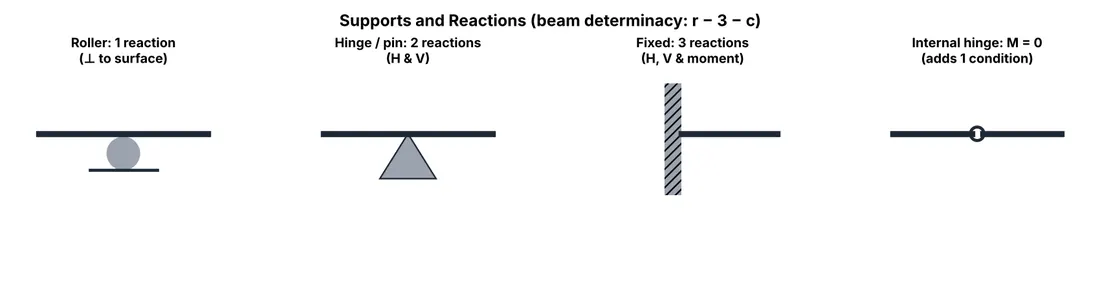 Supports and Reactions (beam determinacy: r − 3 − c)
Roller: 1 reaction
(⊥ to surface)
Hinge / pin: 2 reactions
(H & V)
Fixed: 3 reactions
(H, V & moment)
Internal hinge: M = 0
(adds 1 condition)